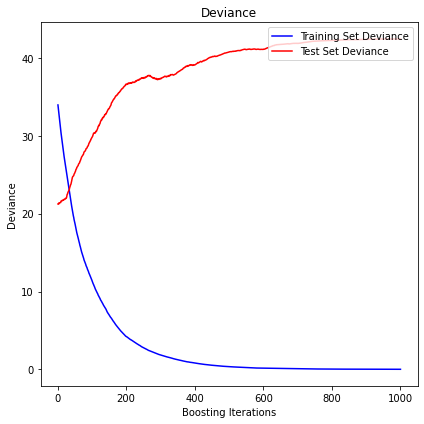 Deviance
Training Set Deviance
Test Set Deviance
40
30
20
10
0
Deviance
0 200 400 600 800 1000
Boosting Iterations